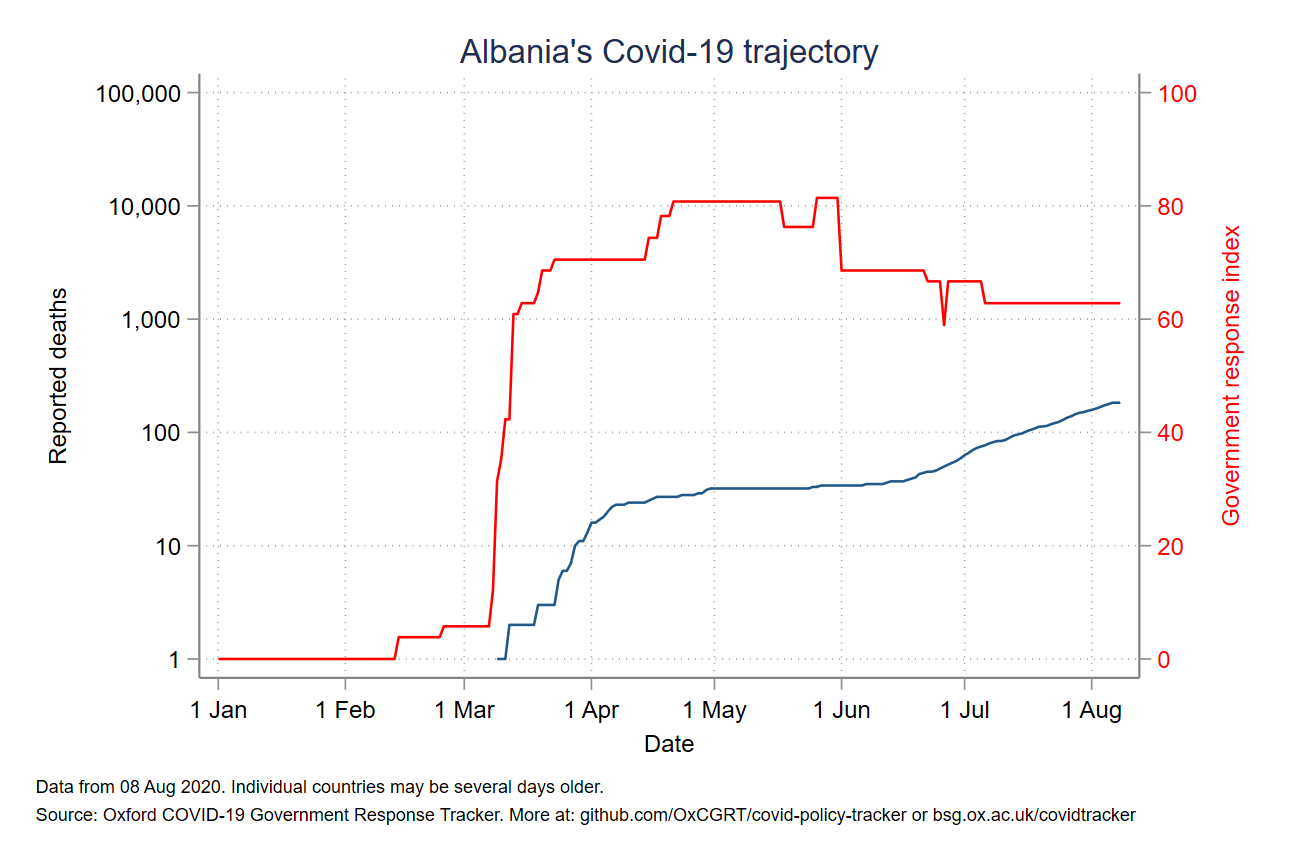 Albania's Covid-19 trajectory
100,000
10,000
1,000
100
10
1
Reported deaths
100
80
60
40
20
0
Government response index
1 Jan 1 Feb 1 Mar 1 Apr 1 May 1 Jun 1 Jul 1 Aug
Date
Data from 08 Aug 2020. Individual countries may be several days older.
Source: Oxford COVID-19 Government Response Tracker. More at: github.com/OxCGRT/covid-policy-tracker or bsg.ox.ac.uk/covidtracker